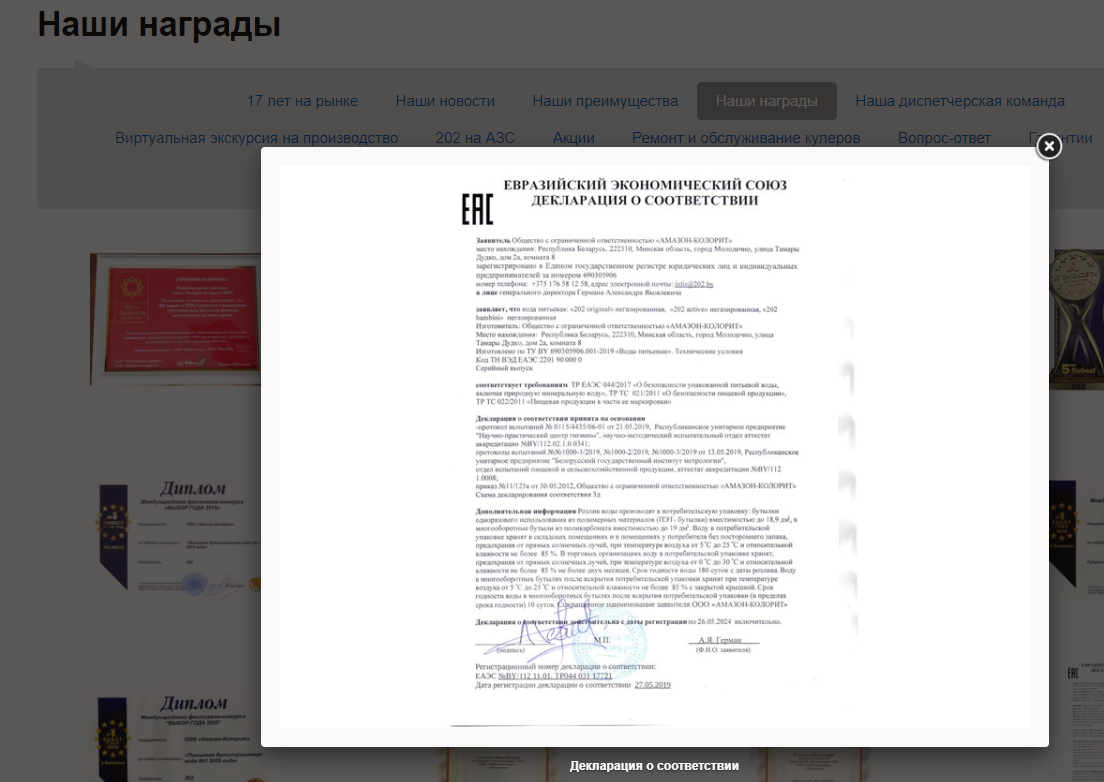 Наши награды
17 лет на рынке Наши новости Наши преимущества Наши награды Наша диспетчерская команда
Виртуальная экскурсия на производство 202 на АЗС Акции Ремонт и обслуживание кулеров Вопрос-ответ
ЕВРАЗИЙСКИЙ ЭКОНОМИЧЕСКИЙ СОЮЗ
ДЕКЛАРАЦИЯ О СООТВЕТСТВИИ
EAC
Заявитель Общество с ограниченной ответственностью «АМАЗОН-КОЛОРИТ»
место нахождения: Республика Беларусь, 222310, Минская область, город Молодечно, улица Тамары
Дудко, дом 2а, комната 8
зарегистрировано в Едином государственном регистре юридических лиц и индивидуальных
предпринимателей за номером 690305906
номер телефона: +375 176 58 12 58, адрес электронной почты: info@202.by
в лице генерального директора Германа Александра Яковлевича
заявляет, что вода питьевая: «202 original» негазированная, «202 active» негазированная, «202
bambini» негазированная
Изготовитель: Общество с ограниченной ответственностью «АМАЗОН-КОЛОРИТ»
Место нахождения: Республика Беларусь, 222310, Минская область, город Молодечно, улица
Тамары Дудко, дом 2а, комната 8
Изготовлено по ТУ BY 690305906.001-2019 «Воды питьевые». Технические условия
Код ТН ВЭД ЕАЭС 2201 90 000 0
Серийный выпуск
соответствует требованиям ТР ЕАЭС 044/2017 «О безопасности упакованной питьевой воды,
включая природную минеральную воду», ТР ТС 021/2011 «О безопасности пищевой продукции»,
ТР ТС 022/2011 «Пищевая продукция в части ее маркировки»
Декларация о соответствии принята на основании
-протокол испытаний № 0115/4435/06-01 от 21.05.2019, Республиканское унитарное предприятие
"Научно-практический центр гигиены", научно-методический испытательный отдел аттестат
аккредитации №BY/112.02.1.0.0341;
протоколы испытаний №№1000-1/2019, №1000-2/2019, №1000-3/2019 от 13.05.2019, Республиканское
унитарное предприятие "Белорусский государственный институт метрологии",
отдел испытаний пищевой и сельскохозяйственной продукции, аттестат аккредитации №BY/112
1.0008;
приказ №11/125а от 30.05.2012, Общество с ограниченной ответственностью «АМАЗОН-КОЛОРИТ»
Схема декларирования соответствия 3д
Дополнительная информация Розлив воды производят в потребительскую упаковку: бутылки
одноразового использования из полимерных материалов (ПЭТ- бутылки) вместимостью до 18,9 дм³, в
многооборотные бутыли из поликарбоната вместимостью до 19 дм³. Воду в потребительской
упаковке хранят в складских помещениях и в помещениях у потребителя без постороннего запаха,
предохраняя от прямых солнечных лучей, при температуре воздуха от 5 ˚С до 25 ˚С и относительной
влажности не более 85 %. В торговых организациях воду в потребительской упаковке хранят,
предохраняя от прямых солнечных лучей, при температуре воздуха от 0 ˚С до 30 ˚С и относительной
влажности не более 85 % не более двух месяцев. Срок годности воды 180 суток с даты розлива. Воду
в многооборотных бутылях после вскрытия потребительской упаковки хранят при температуре
воздуха от 5 ˚С до 25 ˚С и относительной влажности не более 85 % с закрытой крышкой. Срок
годности воды в многооборотных бутылях после вскрытия потребительской упаковки (в пределах
срока годности) 10 суток. Сокращенное наименование заявителя ООО «АМАЗОН-КОЛОРИТ»
Декларация о соответствии действительна с даты регистрации по 26.05.2024 включительно.
М.П. А.Я. Герман
(подпись) (Ф.И.О. заявителя)
Регистрационный номер декларации о соответствии:
ЕАЭС №BY/112 11.01. ТР044 031 17721
Дата регистрации декларации о соответствии 27.05.2019
Диплом
Международного фестиваля-конкурса
«ВЫБОР ГОДА 2010»
Диплом
Международного фестиваля-конкурса
ООО «Амазон-Колорит»
Декларация о соответствии